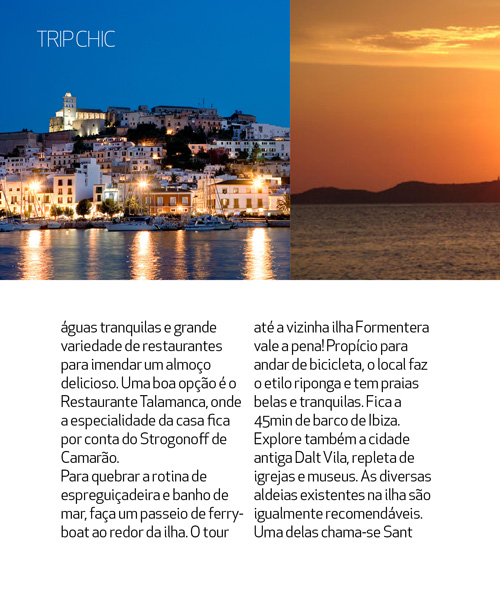 TRIP CHIC
águas tranquilas e grande
variedade de restaurantes
para imendar um almoço
delicioso. Uma boa opção é o
Restaurante Talamanca, onde
a especialidade da casa fica
por conta do Strogonoff de
Camarão.
Para quebrar a rotina de
espreguiçadeira e banho de
mar, faça um passeio de ferry-
boat ao redor da ilha. O tour
até a vizinha ilha Formentera
vale a pena! Propício para
andar de bicicleta, o local faz
o etilo riponga e tem praias
belas e tranquilas. Fica a
45min de barco de Ibiza.
Explore também a cidade
antiga Dalt Vila, repleta de
igrejas e museus. As diversas
aldeias existentes na ilha são
igualmente recomendáveis.
Uma delas chama-se Sant